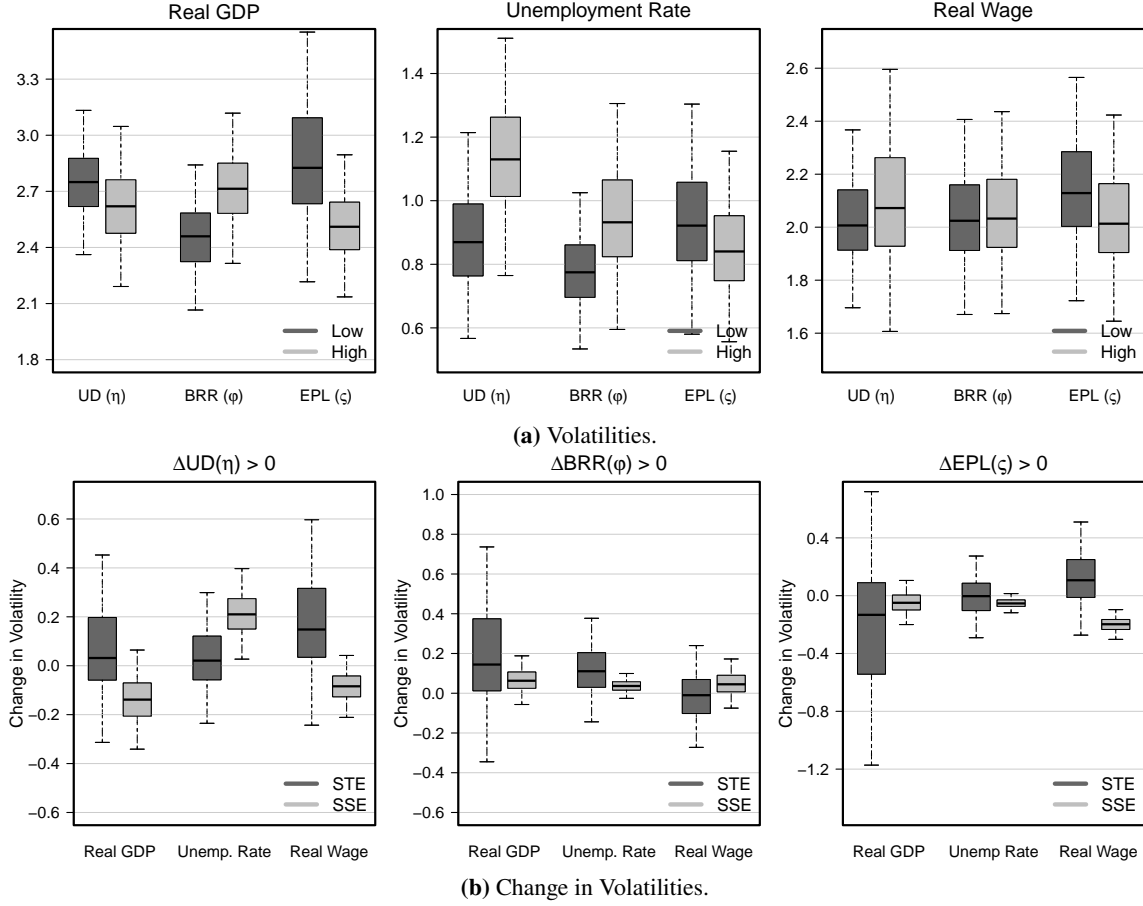 Real GDP
Unemployment Rate
Real Wage
3.3
3.0
2.7
2.4
2.1
1.8
Low
High
UD (η)
BRR (φ)
EPL (ς)
1.4
1.2
1.0
0.8
0.6
Low
High
UD (η)
BRR (φ)
EPL (ς)
2.6
2.4
2.2
2.0
1.8
1.6
Low
High
UD (η)
BRR (φ)
EPL (ς)
(a) Volatilities.
ΔUD(η) > 0
ΔBRR(φ) > 0
ΔEPL(ς) > 0
Change in Volatility
0.6
0.4
0.2
0.0
−0.2
−0.4
−0.6
STE
SSE
Real GDP
Unemp. Rate
Real Wage
Change in Volatility
1.0
0.8
0.6
0.4
0.2
0.0
−0.2
−0.4
−0.6
STE
SSE
Real GDP
Unemp. Rate
Real Wage
Change in Volatility
0.4
0.0
−0.4
−0.8
−1.2
STE
SSE
Real GDP
Unemp Rate
Real Wage
(b) Change in Volatilities.